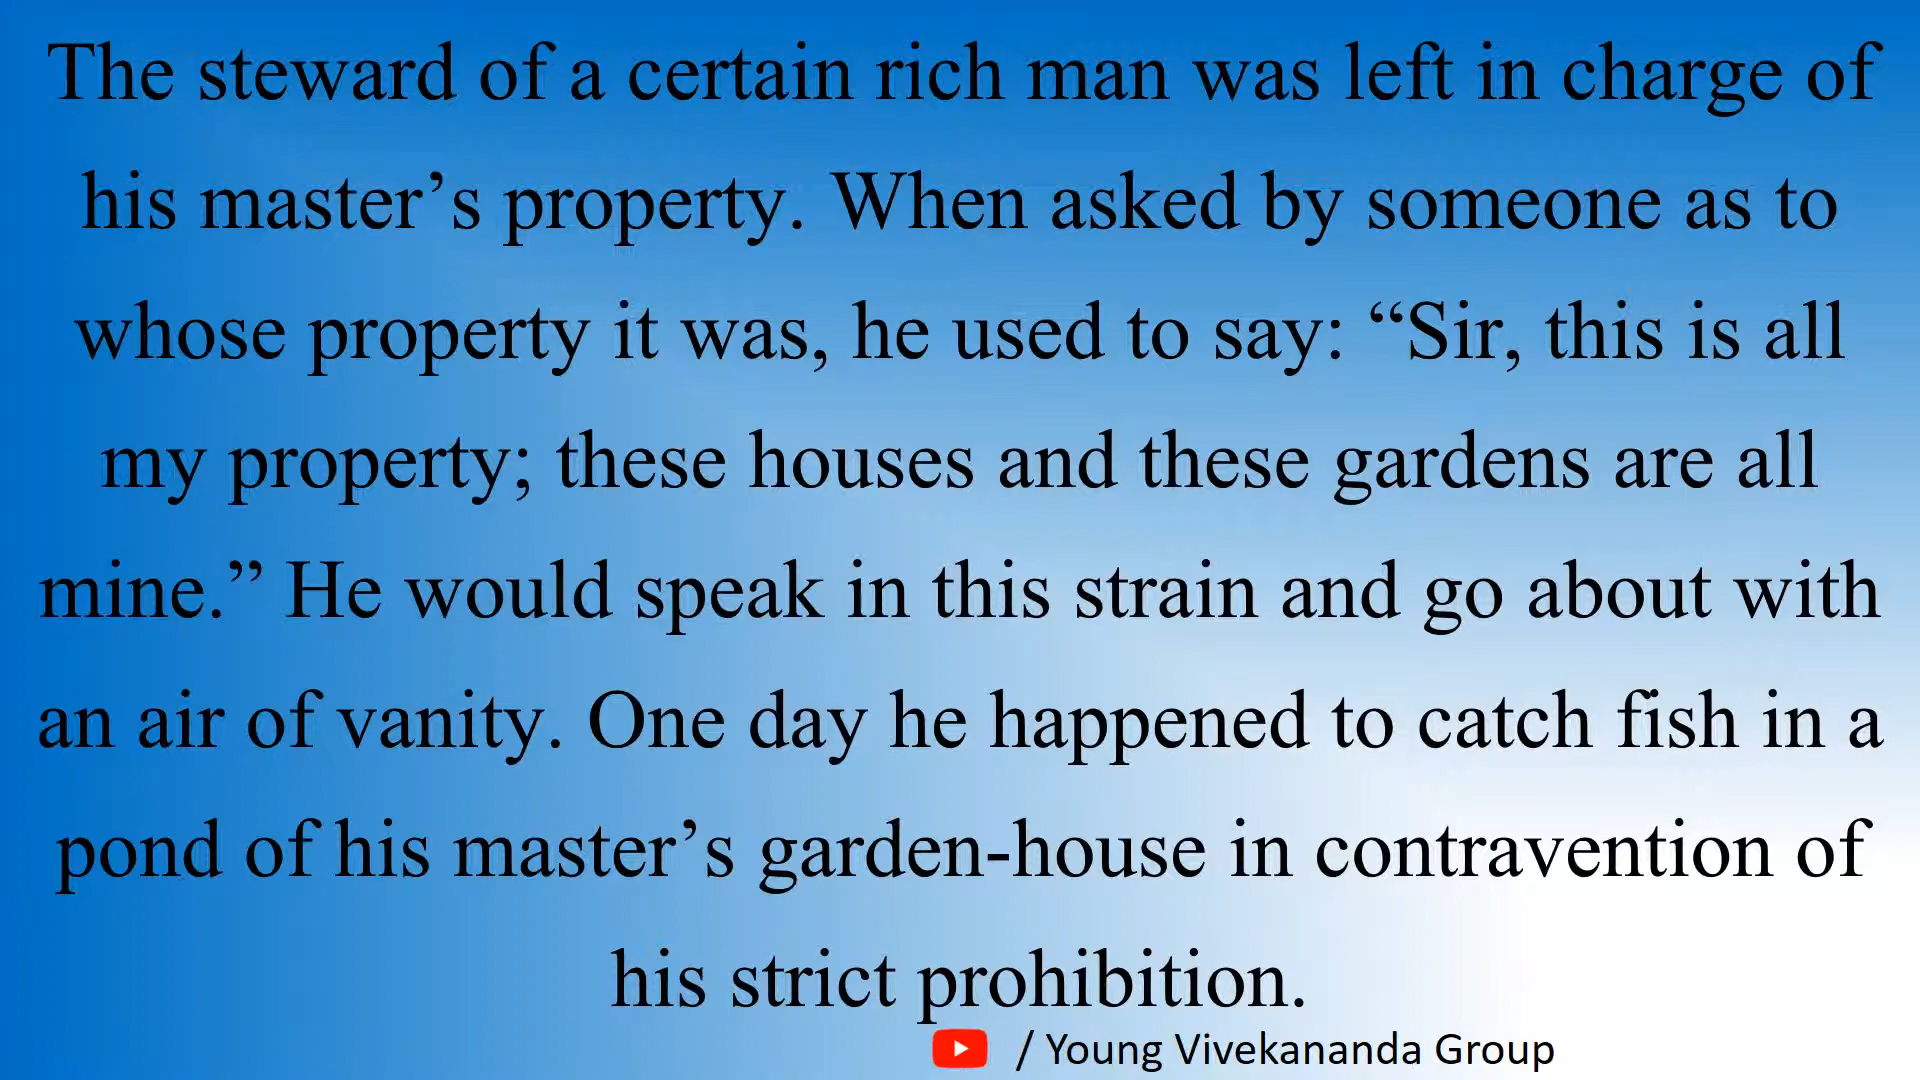 The steward of a certain rich man was left in charge of
his master’s property. When asked by someone as to
whose property it was, he used to say: “Sir, this is all
my property; these houses and these gardens are all
mine.” He would speak in this strain and go about with
an air of vanity. One day he happened to catch fish in a
pond of his master’s garden-house in contravention of
his strict prohibition.
/ Young Vivekananda Group